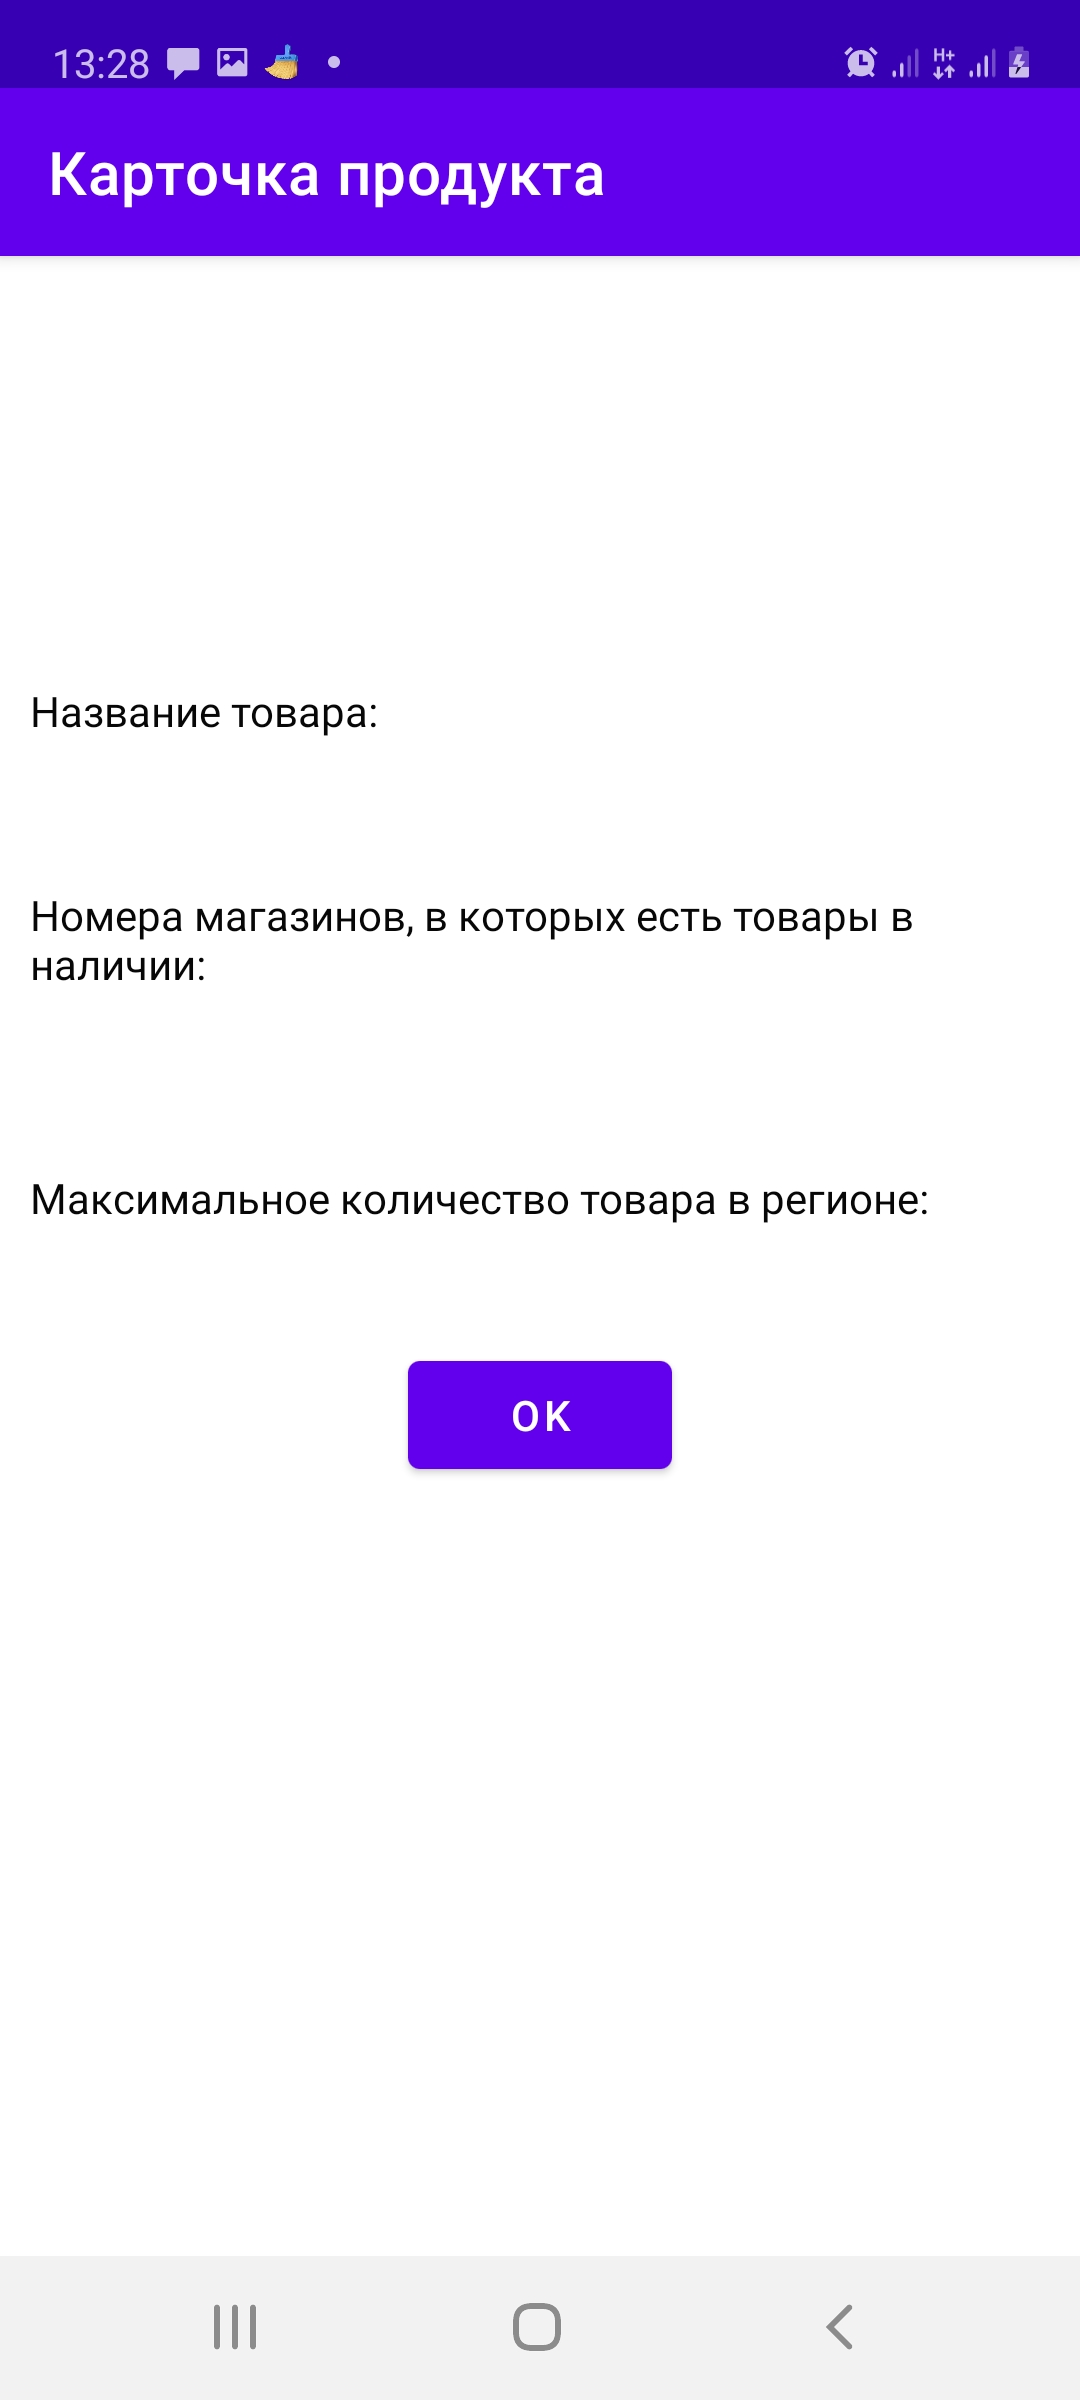 13:28
H+
Карточка продукта
Название товара:
Номера магазинов, в которых есть товары в
наличии:
Максимальное количество товара в регионе:
OK